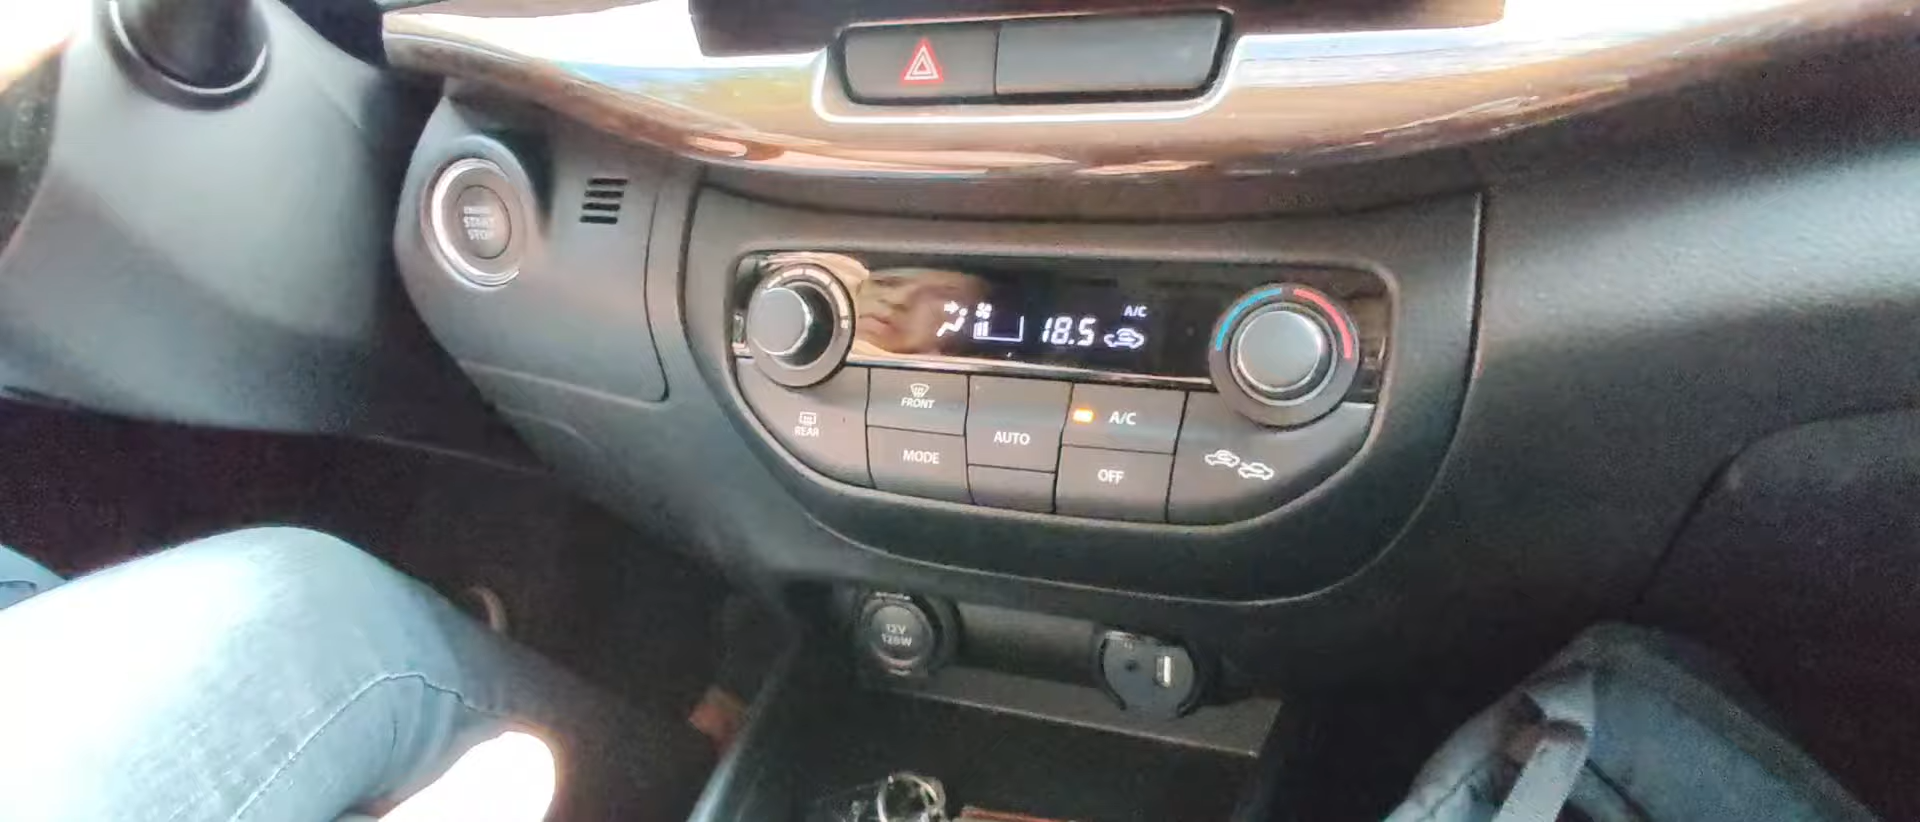 ENGINE
START
STOP
A/C
18.5
REAR
FRONT
MODE
AUTO
A/C
OFF
12V
120W